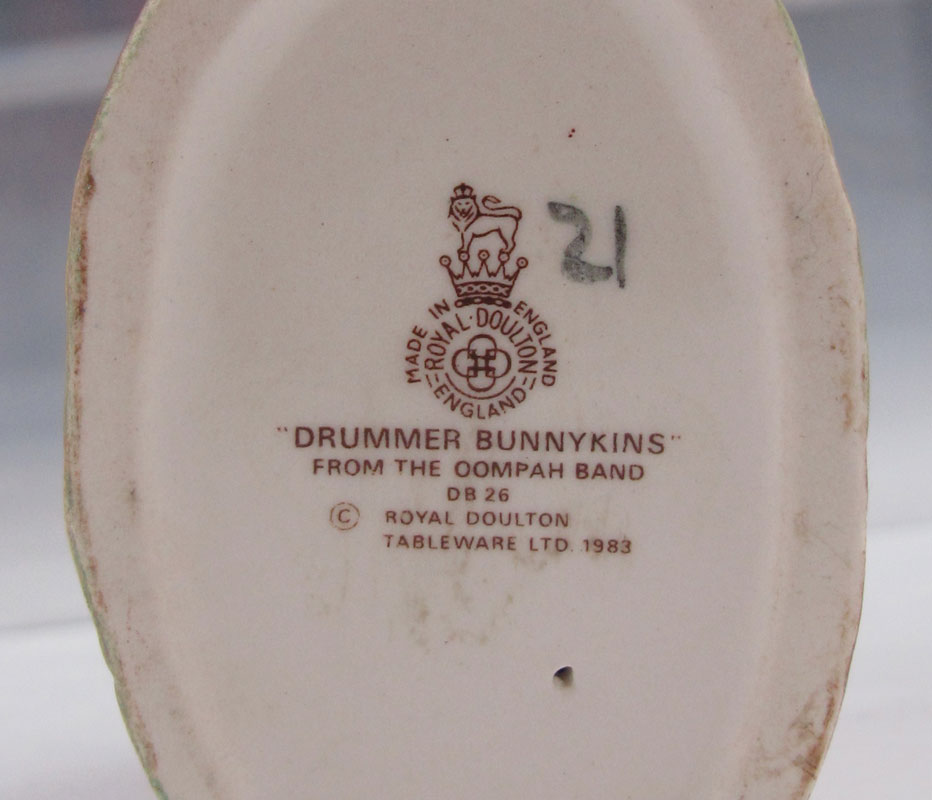 21
MADE IN ENGLAND
ROYAL·DOULTON
ENGLAND
"DRUMMER BUNNYKINS"
FROM THE OOMPAH BAND
DB 26
© ROYAL DOULTON
TABLEWARE LTD. 1983